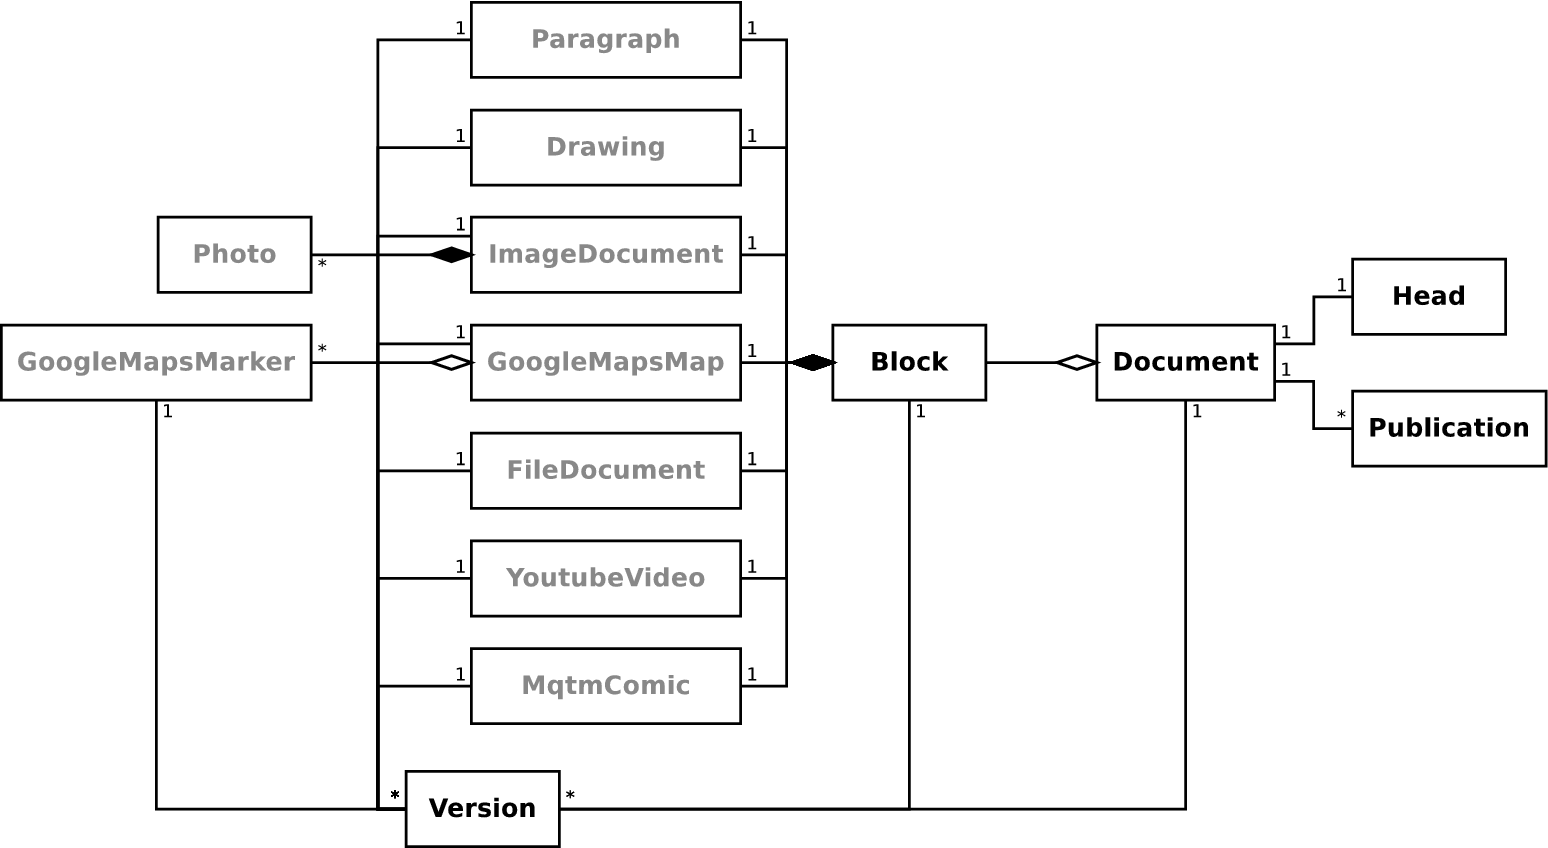 1 Paragraph 1
1 Drawing 1
Photo * 1 ImageDocument 1
GoogleMapsMarker * 1 GoogleMapsMap 1 Block Document 1 1 Head
1 1 1 1 * Publication
1 FileDocument 1
1 YoutubeVideo 1
1 MqtmComic 1
* Version *